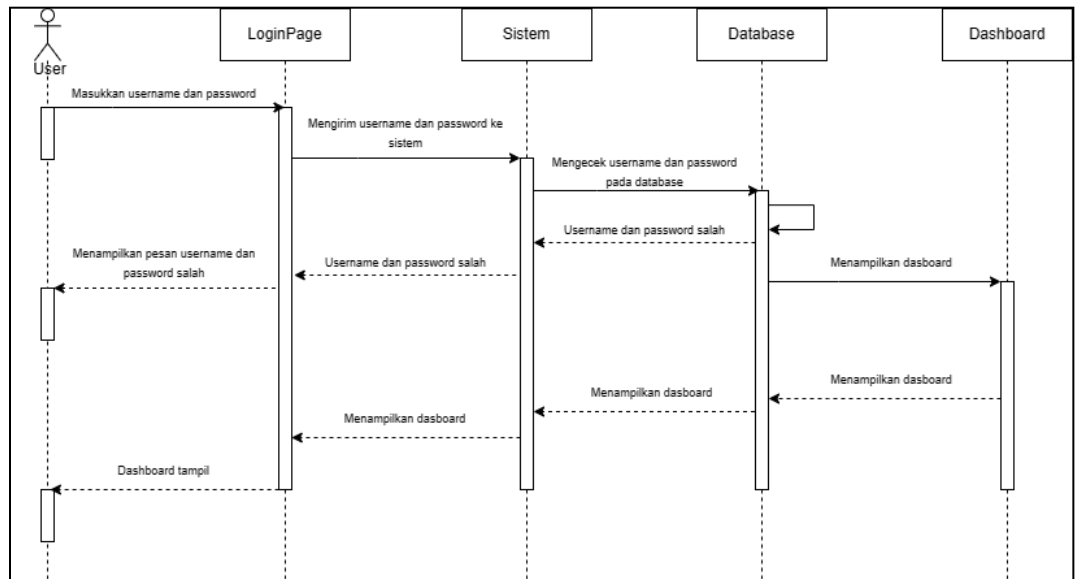 LoginPage
Sistem
Database
Dashboard
User
Masukkan username dan password
Mengirim username dan password ke
sistem
Mengecek username dan password
pada database
Username dan password salah
Username dan password salah
Menampilkan pesan username dan
password salah
Menampilkan dasboard
Menampilkan dasboard
Menampilkan dasboard
Menampilkan dasboard
Dashboard tampil